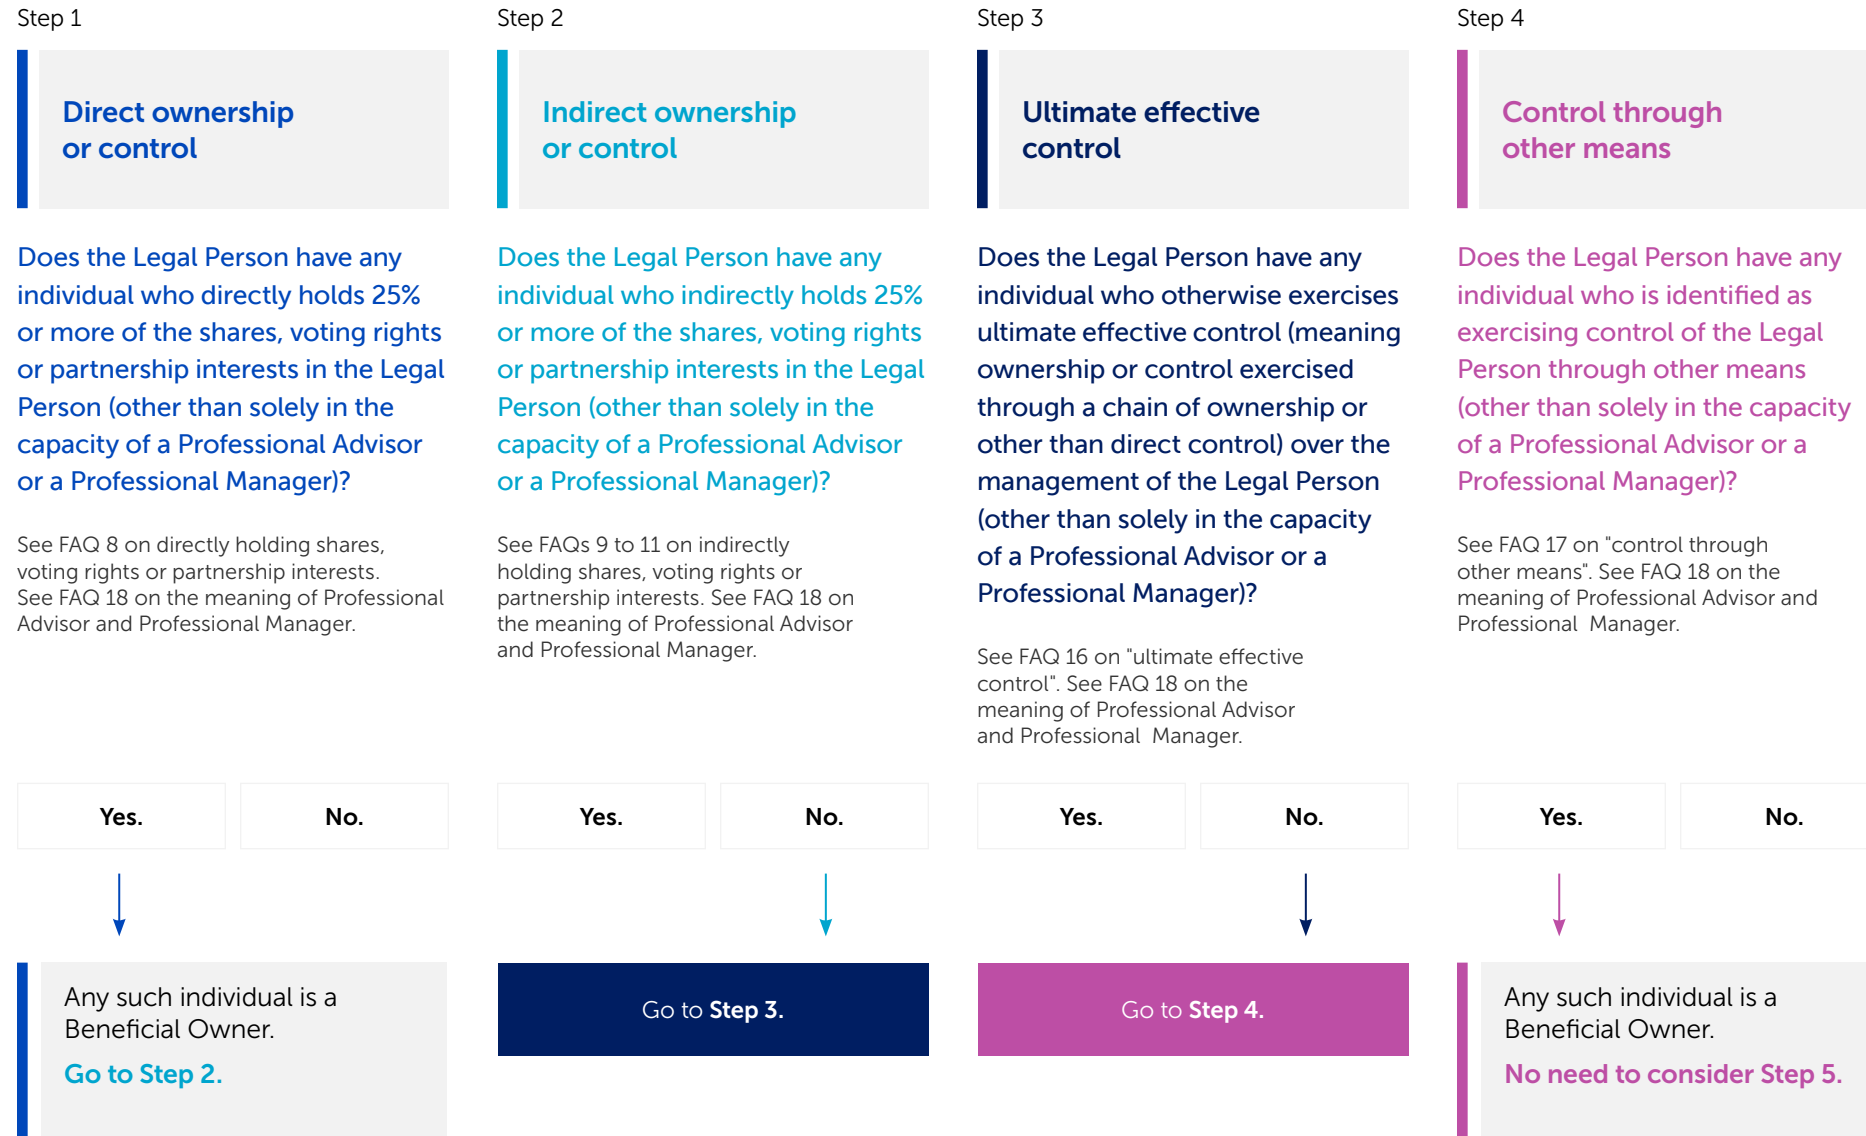 Step 1
Direct ownership
or control
Does the Legal Person have any
individual who directly holds 25%
or more of the shares, voting rights
or partnership interests in the Legal
Person (other than solely in the
capacity of a Professional Advisor
or a Professional Manager)?
See FAQ 8 on directly holding shares,
voting rights or partnership interests.
See FAQ 18 on the meaning of Professional
Advisor and Professional Manager.
Yes.
No.
Any such individual is a
Beneficial Owner.
Go to Step 2.
Step 2
Indirect ownership
or control
Does the Legal Person have any
individual who indirectly holds 25%
or more of the shares, voting rights
or partnership interests in the Legal
Person (other than solely in the
capacity of a Professional Advisor
or a Professional Manager)?
See FAQs 9 to 11 on indirectly
holding shares, voting rights or
partnership interests. See FAQ 18 on
the meaning of Professional Advisor
and Professional Manager.
Yes.
No.
Go to Step 3.
Step 3
Ultimate effective
control
Does the Legal Person have any
individual who otherwise exercises
ultimate effective control (meaning
ownership or control exercised
through a chain of ownership or
other than direct control) over the
management of the Legal Person
(other than solely in the capacity
of a Professional Advisor or a
Professional Manager)?
See FAQ 16 on "ultimate effective
control". See FAQ 18 on the
meaning of Professional Advisor
and Professional  Manager.
Yes.
No.
Go to Step 4.
Step 4
Control through
other means
Does the Legal Person have any
individual who is identified as
exercising control of the Legal
Person through other means
(other than solely in the capacity
of a Professional Advisor or a
Professional Manager)?
See FAQ 17 on "control through
other means". See FAQ 18 on the
meaning of Professional Advisor and
Professional  Manager.
Yes.
No.
Any such individual is a
Beneficial Owner.
No need to consider Step 5.